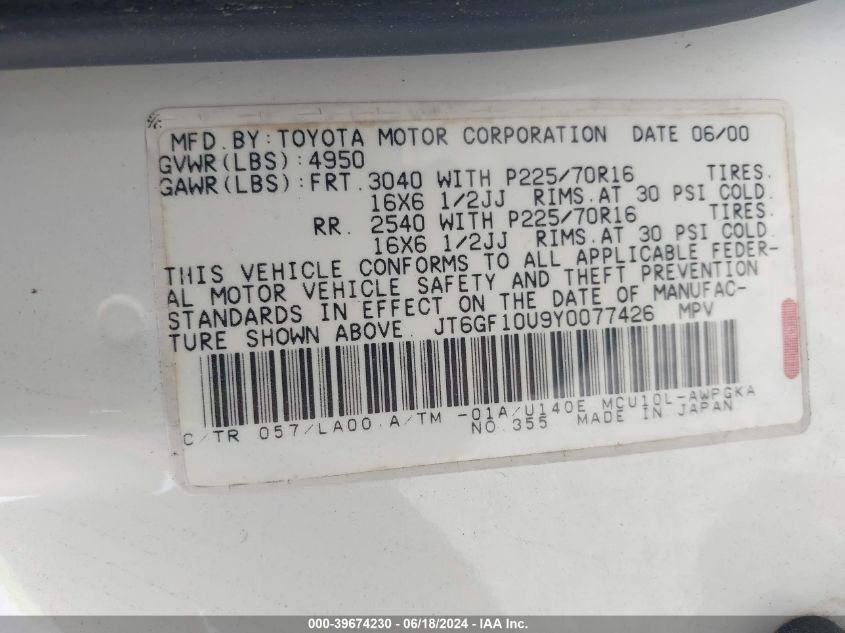 MFD.BY:TOYOTA MOTOR CORPORATION DATE 06/00
GVWR(LBS):4950
GAWR(LBS):FRT.3040 WITH P225/70R16 TIRES.
16X6 1/2JJ RIMS.AT 30 PSI COLD.
RR. 2540 WITH P225/70R16 TIRES.
16X6 1/2JJ RIMS.AT 30 PSI COLD.
THIS VEHICLE CONFORMS TO ALL APPLICABLE FEDER-
AL MOTOR VEHICLE SAFETY AND THEFT PREVENTION
STANDARDS IN EFFECT ON THE DATE OF MANUFAC-
TURE SHOWN ABOVE. JT6GF10U9Y0077426 MPV
C/TR 057/LA00 A/TM -01A/U140E MCU10L-AWPGKA
NO.355 MADE IN JAPAN
000-39674230 - 06/18/2024 - IAA Inc.